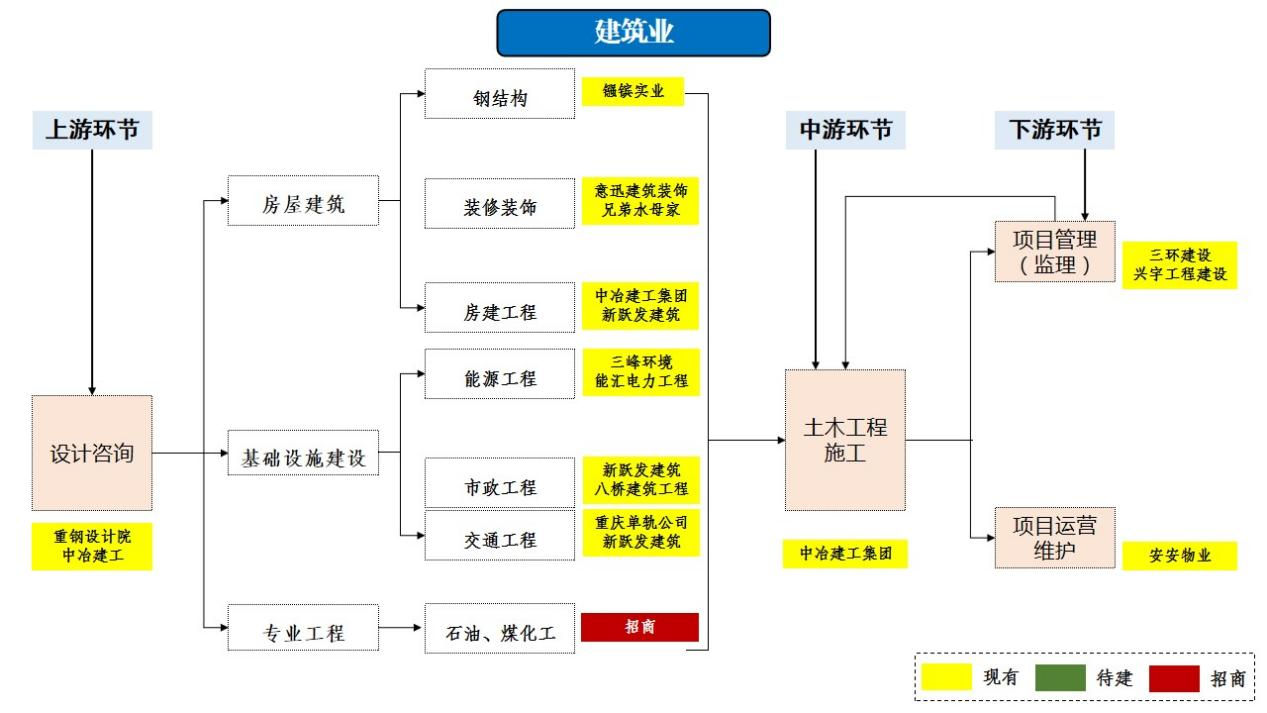 建筑业
上游环节
中游环节
下游环节
钢结构
镪镔实业
房屋建筑
装修装饰
意迅建筑装饰
兄弟水母家
房建工程
中冶建工集团
新跃发建筑
项目管理
（监理）
三环建设
兴宇工程建设
能源工程
三峰环境
能汇电力工程
设计咨询
重钢设计院
中冶建工
基础设施建设
市政工程
新跃发建筑
八桥建筑工程
交通工程
重庆单轨公司
新跃发建筑
土木工程
施工
中冶建工集团
项目运营
维护
安安物业
专业工程
石油、煤化工
招商
现有
待建
招商